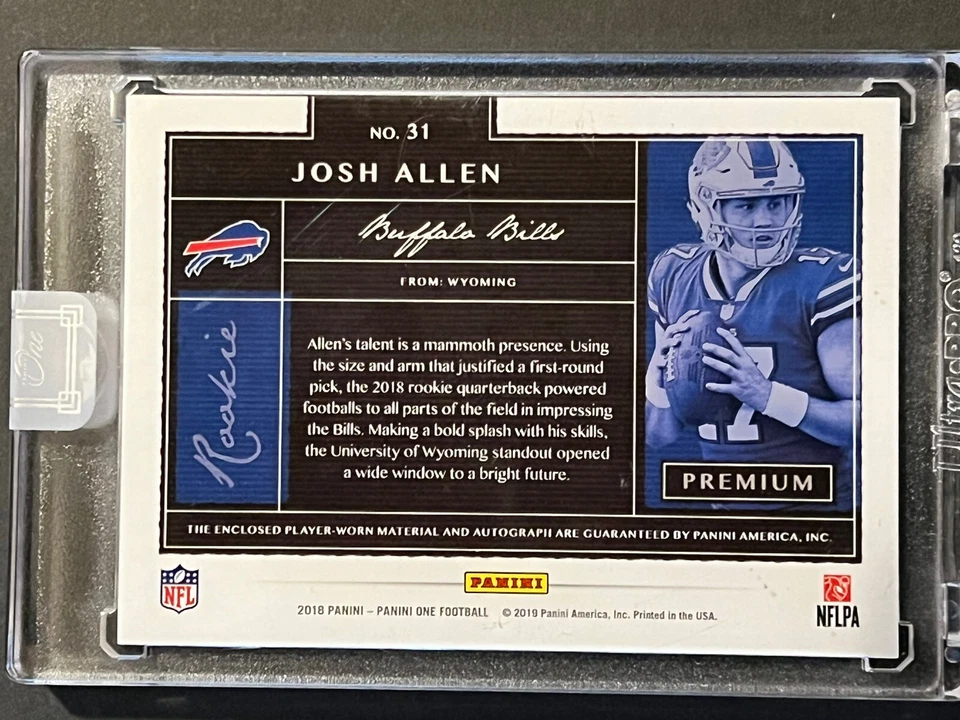 NO. 31
JOSH ALLEN
Buffalo Bills
FROM: WYOMING
Rookie
Allen's talent is a mammoth presence. Using
the size and arm that justified a first-round
pick, the 2018 rookie quarterback powered
footballs to all parts of the field in impressing
the Bills. Making a bold splash with his skills,
the University of Wyoming standout opened
a wide window to a bright future.
17
17
PREMIUM
THE ENCLOSED PLAYER-WORN MATERIAL AND AUTOGRAPH ARE GUARANTEED BY PANINI AMERICA, INC.
NFL
PANINI
NFLPA
2018 PANINI – PANINI ONE FOOTBALL © 2019 Panini America, Inc. Printed in the USA.
One
UltraPRO®